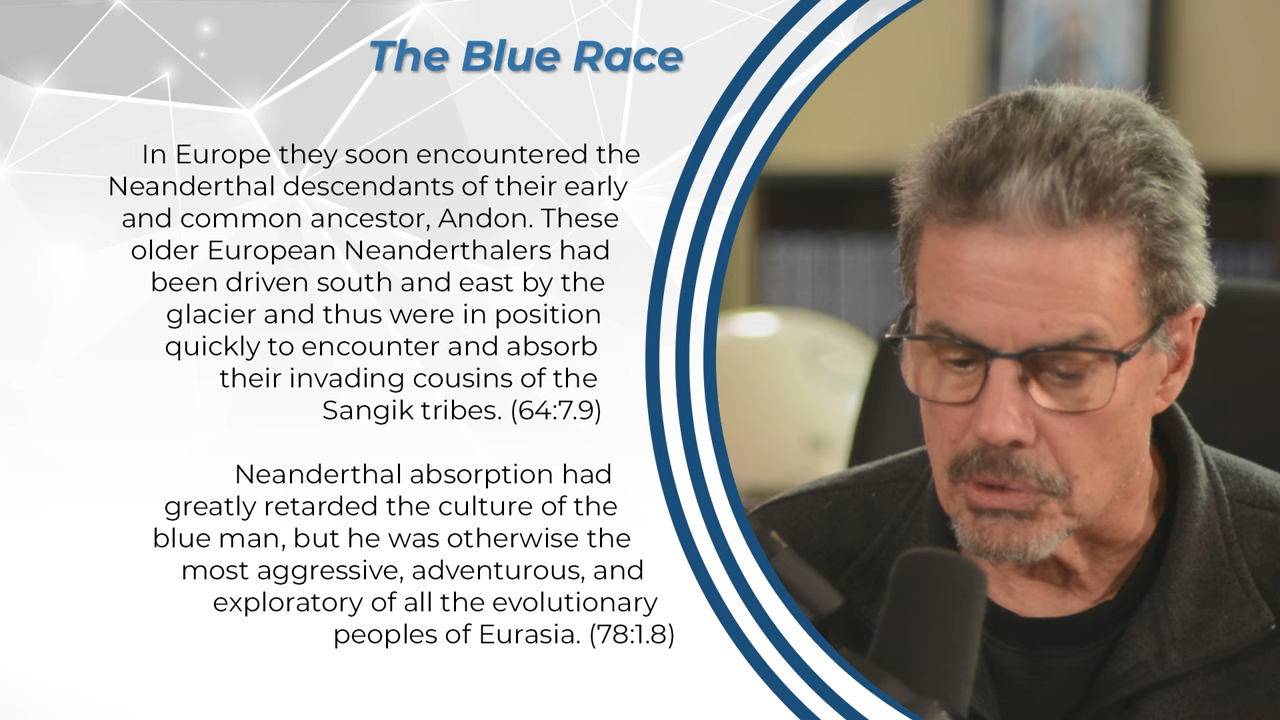 The Blue Race
In Europe they soon encountered the
Neanderthal descendants of their early
and common ancestor, Andon. These
older European Neanderthalers had
been driven south and east by the
glacier and thus were in position
quickly to encounter and absorb
their invading cousins of the
Sangik tribes. (64:7.9)
Neanderthal absorption had
greatly retarded the culture of the
blue man, but he was otherwise the
most aggressive, adventurous, and
exploratory of all the evolutionary
peoples of Eurasia. (78:1.8)